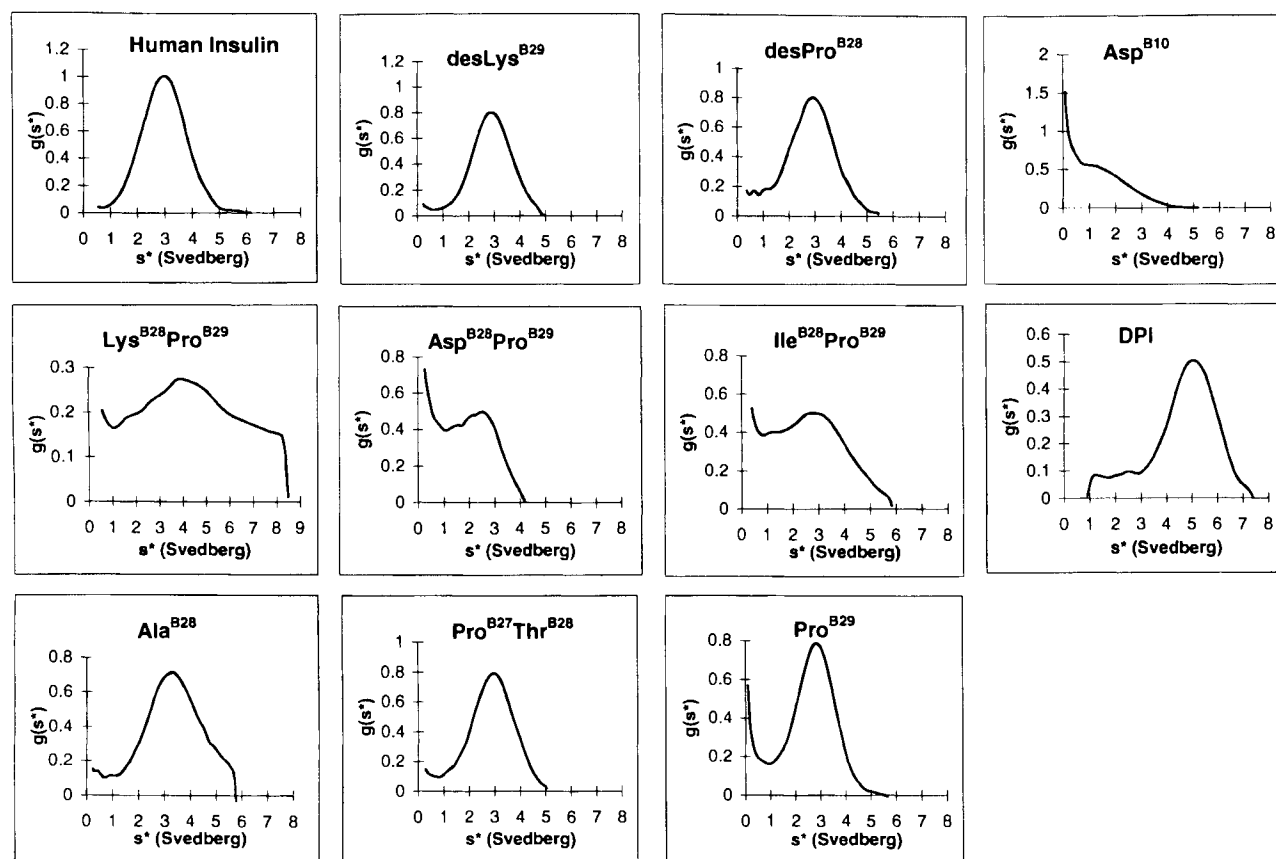 Human Insulin
1.2
1
0.8
0.6
0.4
0.2
0
g(s*)
0 1 2 3 4 5 6 7 8
s* (Svedberg)
desLys^B29
1.2
1
0.8
0.6
0.4
0.2
0
g(s*)
0 1 2 3 4 5 6 7 8
s* (Svedberg)
desPro^B28
1
0.8
0.6
0.4
0.2
0
g(s*)
0 1 2 3 4 5 6 7 8
s* (Svedberg)
Asp^B10
2
1.5
1
0.5
0
g(s*)
0 1 2 3 4 5 6 7 8
s* (Svedberg)
Lys^B28Pro^B29
0.3
0.2
0.1
0
g(s*)
0 1 2 3 4 5 6 7 8 9
s* (Svedberg)
Asp^B28Pro^B29
0.8
0.6
0.4
0.2
0
g(s*)
0 1 2 3 4 5 6 7 8
s* (Svedberg)
Ile^B28Pro^B29
0.8
0.6
0.4
0.2
0
g(s*)
0 1 2 3 4 5 6 7 8
s* (Svedberg)
DPI
0.6
0.5
0.4
0.3
0.2
0.1
0
g(s*)
0 1 2 3 4 5 6 7 8
s* (Svedberg)
Ala^B28
0.8
0.6
0.4
0.2
0
g(s*)
0 1 2 3 4 5 6 7 8
s* (Svedberg)
Pro^B27Thr^B28
1
0.8
0.6
0.4
0.2
0
g(s*)
0 1 2 3 4 5 6 7 8
s* (Svedberg)
Pro^B29
0.8
0.6
0.4
0.2
0
g(s*)
0 1 2 3 4 5 6 7 8
s* (Svedberg)